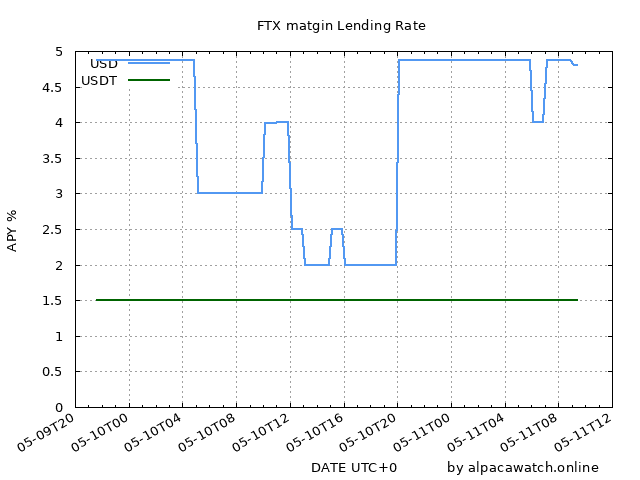 FTX matgin Lending Rate
5
4.5
4
3.5
3
2.5
2
1.5
1
0.5
0
APY %
USD
USDT
05-09T20
05-10T00
05-10T04
05-10T08
05-10T12
05-10T16
05-10T20
05-11T00
05-11T04
05-11T08
05-11T12
DATE UTC+0
by alpacawatch.online